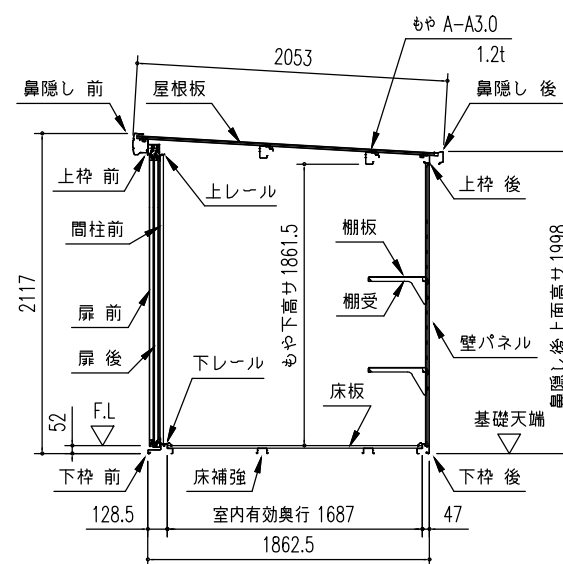 もや A-A3.0
1.2t
2053
鼻隠し 前
屋根板
鼻隠し 後
上枠 前
上レール
上枠 後
間柱前
もや下高サ1861.5
棚板
棚受
鼻隠し後上面高サ1998
2117
扉 前
壁パネル
扉 後
下レール
床板
52
F.L
基礎天端
下枠 前
床補強
下枠 後
128.5
室内有効奥行 1687
47
1862.5